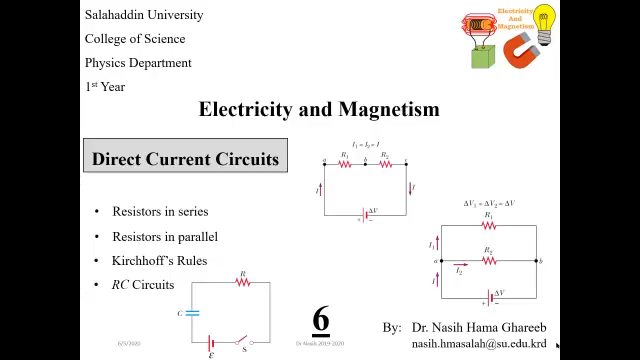 Salahaddin University
College of Science
Physics Department
1st Year
Electricity
And
Magnetism
Electricity and Magnetism
Direct Current Circuits
• Resistors in series
• Resistors in parallel
• Kirchhoff's Rules
• RC Circuits
I₁ = I₂ = I
R₁ R₂
a b c
I I
ΔV
+ −
ΔV₁ = ΔV₂ = ΔV
R₁
I₁
R₂
a b
I₂
I
ΔV
+ −
R
C
ε
S
6
By: Dr. Nasih Hama Ghareeb
nasih.hmasalah@su.edu.krd
6/5/2020
Dr.Nasih 2019-2020